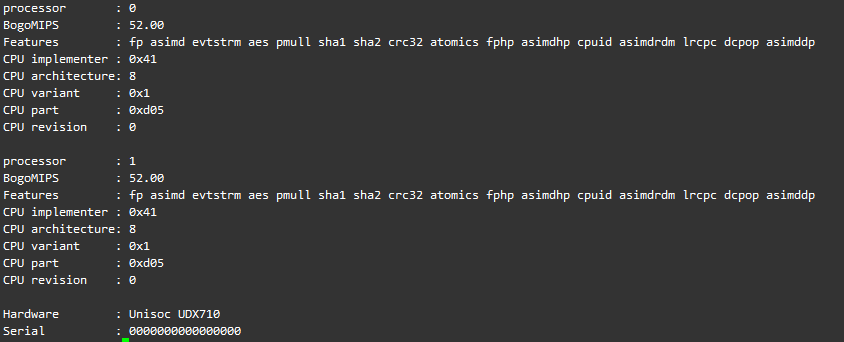 processor       : 0
BogoMIPS        : 52.00
Features        : fp asimd evtstrm aes pmull sha1 sha2 crc32 atomics fphp asimdhp cpuid asimdrdm lrcpc dcpop asimddp
CPU implementer : 0x41
CPU architecture: 8
CPU variant     : 0x1
CPU part        : 0xd05
CPU revision    : 0

processor       : 1
BogoMIPS        : 52.00
Features        : fp asimd evtstrm aes pmull sha1 sha2 crc32 atomics fphp asimdhp cpuid asimdrdm lrcpc dcpop asimddp
CPU implementer : 0x41
CPU architecture: 8
CPU variant     : 0x1
CPU part        : 0xd05
CPU revision    : 0

Hardware        : Unisoc UDX710
Serial          : 0000000000000000